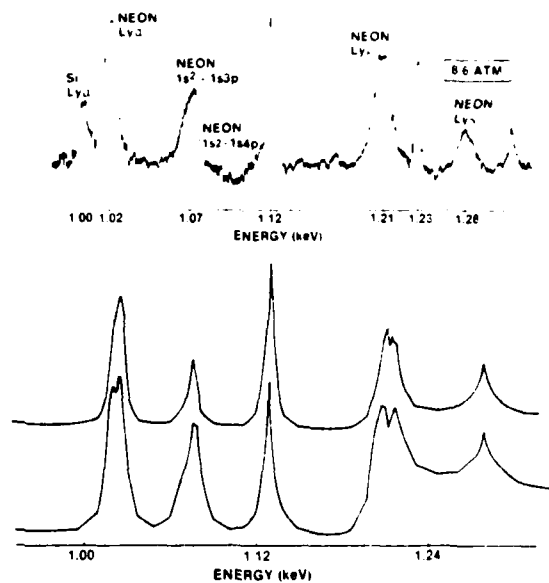 NEON
Lyα
Si
Lyα
NEON
1s² - 1s3p
NEON
1s2-1s4p
NEON
8 6 ATM
NEON
1.00 1.02 1.07 1.12 1.21 1.23 1.28
ENERGY (keV)
1.00 1.12 1.24
ENERGY (keV)